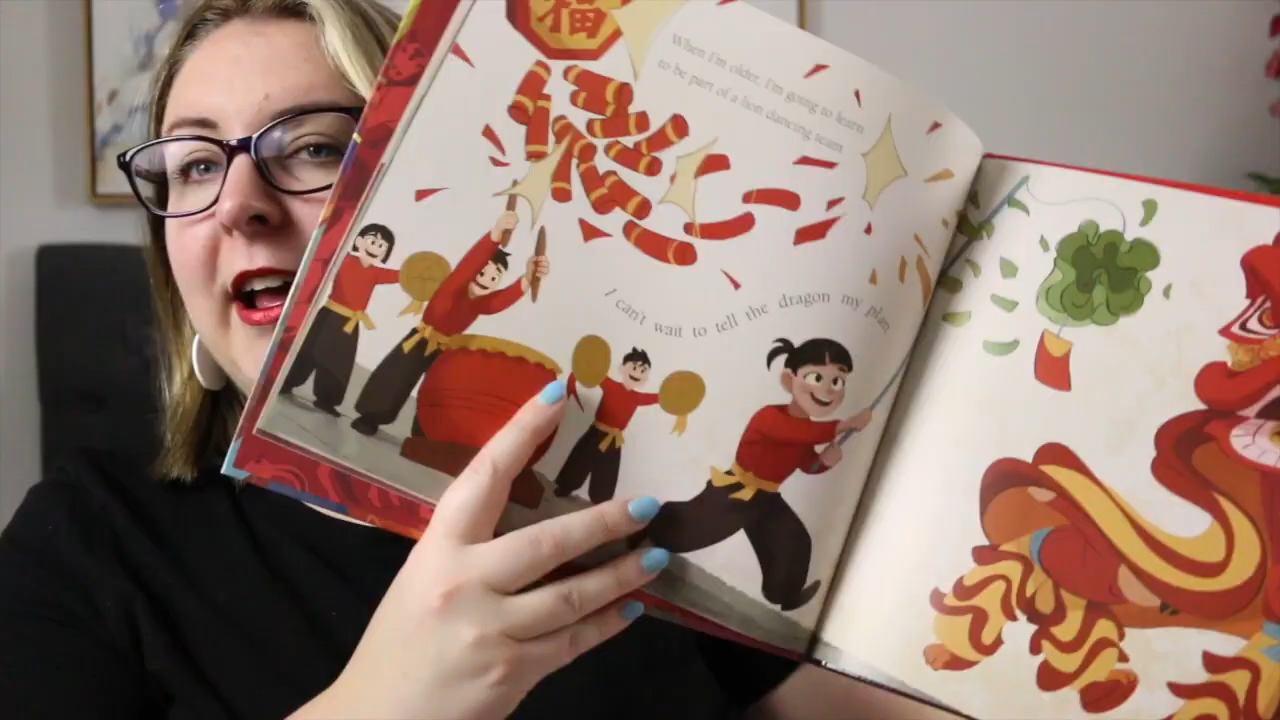 福
When I'm older, I'm going to learn
to be part of a lion dancing team.
I can't wait to tell the dragon my plan.